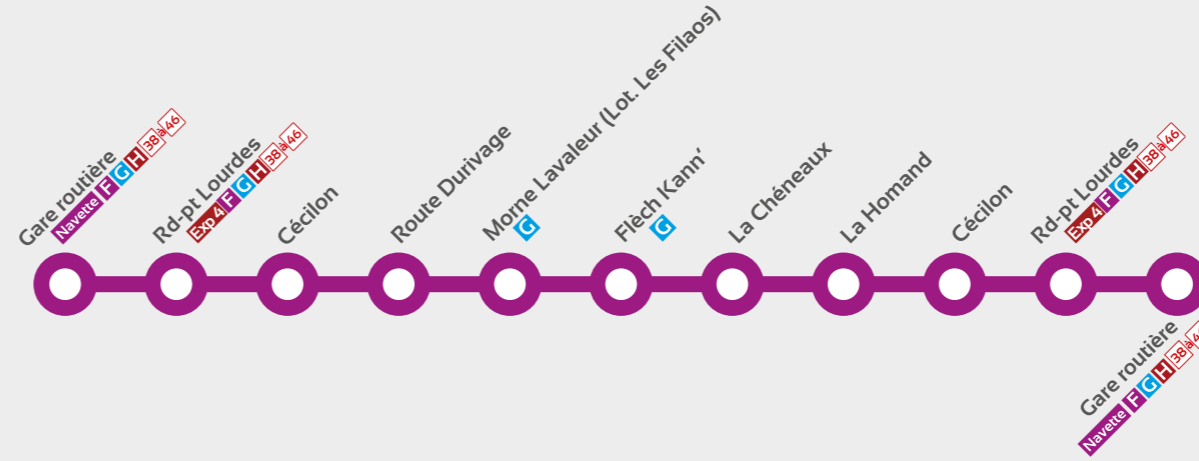 Gare routière
Navette F G H 38 à 46
Rd-pt Lourdes
Exp 4 F G H 38 à 46
Cécilon
Route Durivage
Morne Lavaleur (Lot. Les Filaos)
G
Flèch Kann'
G
La Chéneaux
La Homand
Cécilon
Rd-pt Lourdes
Exp 4 F G H 38 à 46
Gare routière
Navette F G H 38 à